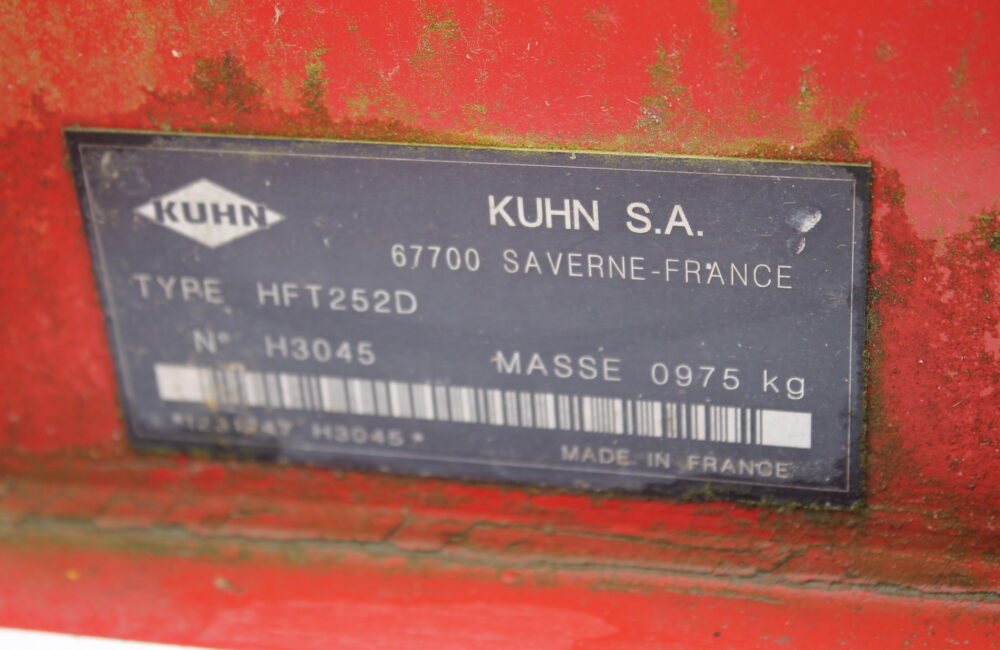 KUHN
KUHN S.A.
67700 SAVERNE-FRANCE
TYPE HFT252D
N° H3045
MASSE 0975 kg
H3045*
MADE IN FRANCE